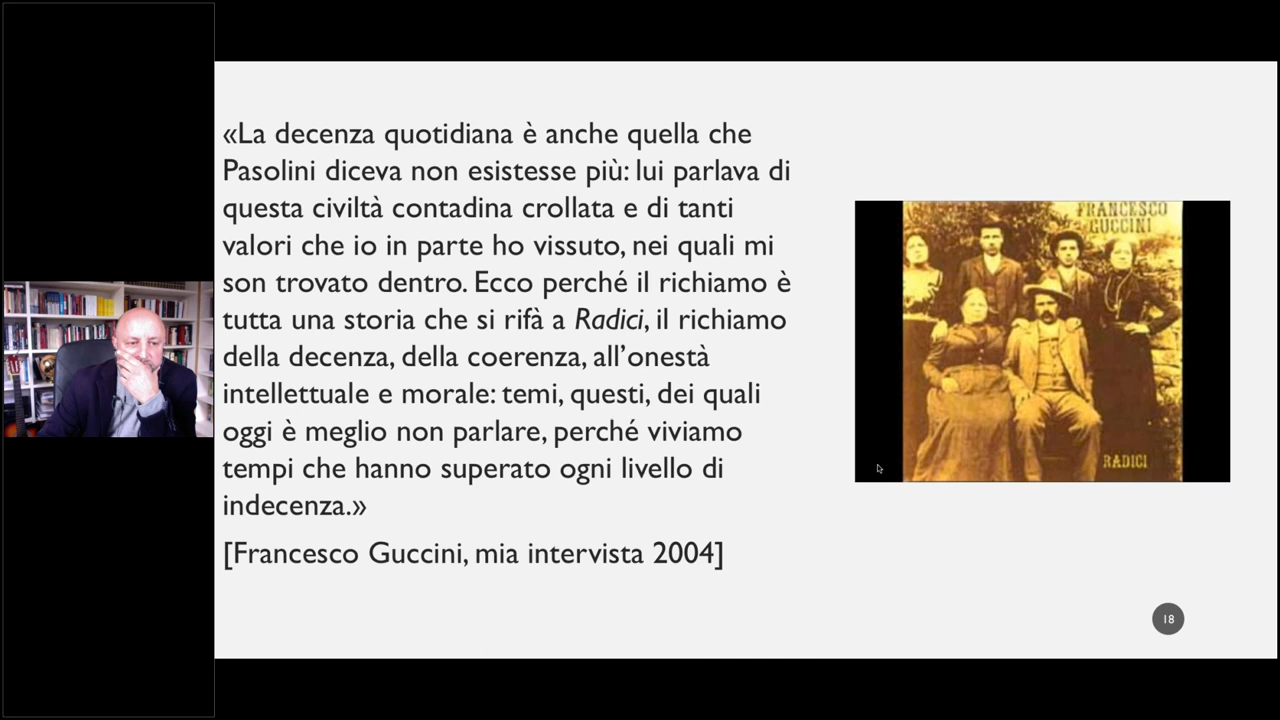 «La decenza quotidiana è anche quella che
Pasolini diceva non esistesse più: lui parlava di
questa civiltà contadina crollata e di tanti
valori che io in parte ho vissuto, nei quali mi
son trovato dentro. Ecco perché il richiamo è
tutta una storia che si rifà a Radici, il richiamo
della decenza, della coerenza, all’onestà
intellettuale e morale: temi, questi, dei quali
oggi è meglio non parlare, perché viviamo
tempi che hanno superato ogni livello di
indecenza.»
[Francesco Guccini, mia intervista 2004]
FRANCESCO
GUCCINI
RADICI
18